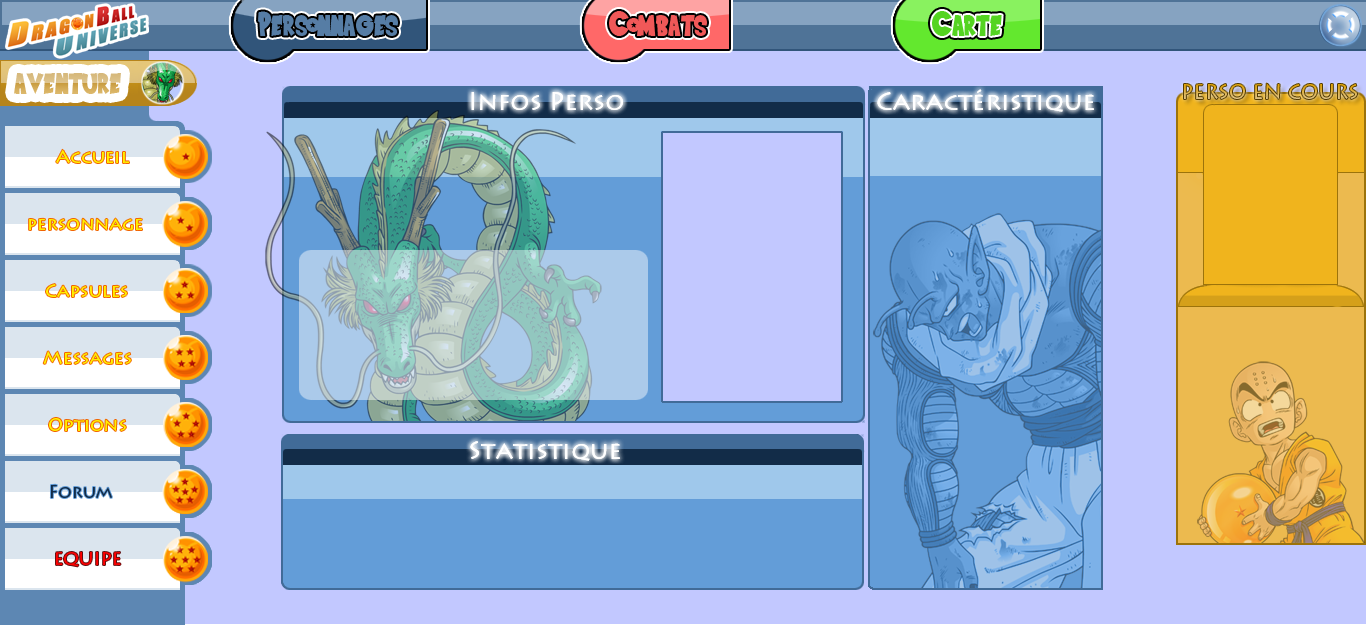 DRAGON BALL
UNIVERSE
PERSONNAGES
COMBATS
CARTE
AVENTURE
ACCUEIL
PERSONNAGE
CAPSULES
MESSAGES
OPTIONS
FORUM
EQUIPE
INFOS PERSO
CARACTÉRISTIQUE
STATISTIQUE
PERSO EN COURS